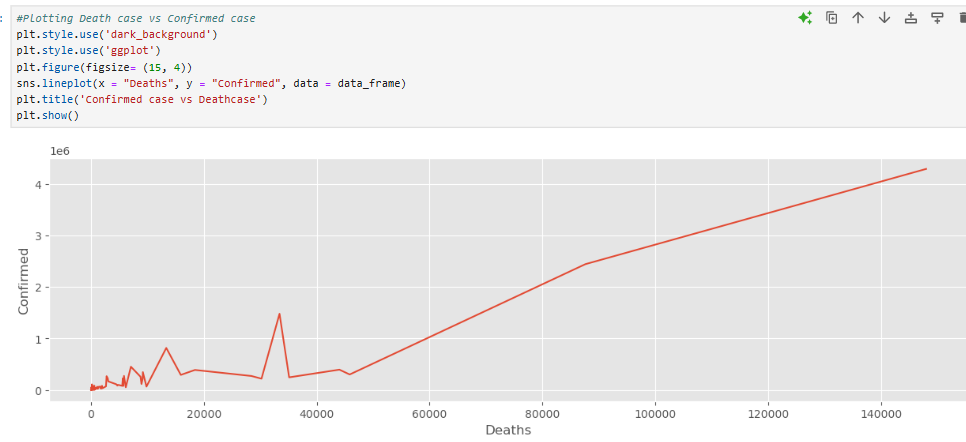 :
#Plotting Death case vs Confirmed case
plt.style.use('dark_background')
plt.style.use('ggplot')
plt.figure(figsize= (15, 4))
sns.lineplot(x = "Deaths", y = "Confirmed", data = data_frame)
plt.title('Confirmed case vs Deathcase')
plt.show()
1e6
4
3
2
1
0
Confirmed
0 20000 40000 60000 80000 100000 120000 140000
Deaths